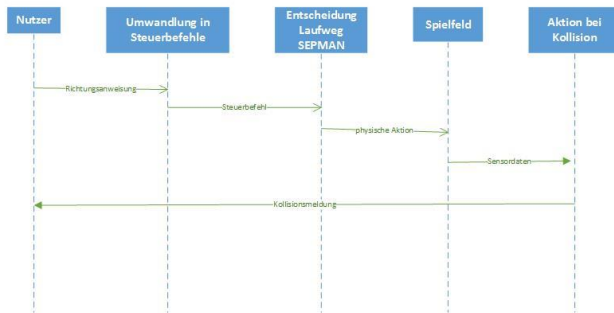 Nutzer
Umwandlung in
Steuerbefehle
Entscheidung
Laufweg
SEPMAN
Spielfeld
Aktion bei
Kollision
Richtungsanweisung
Steuerbefehl
physische Aktion
Sensordaten
Kollisionsmeldung